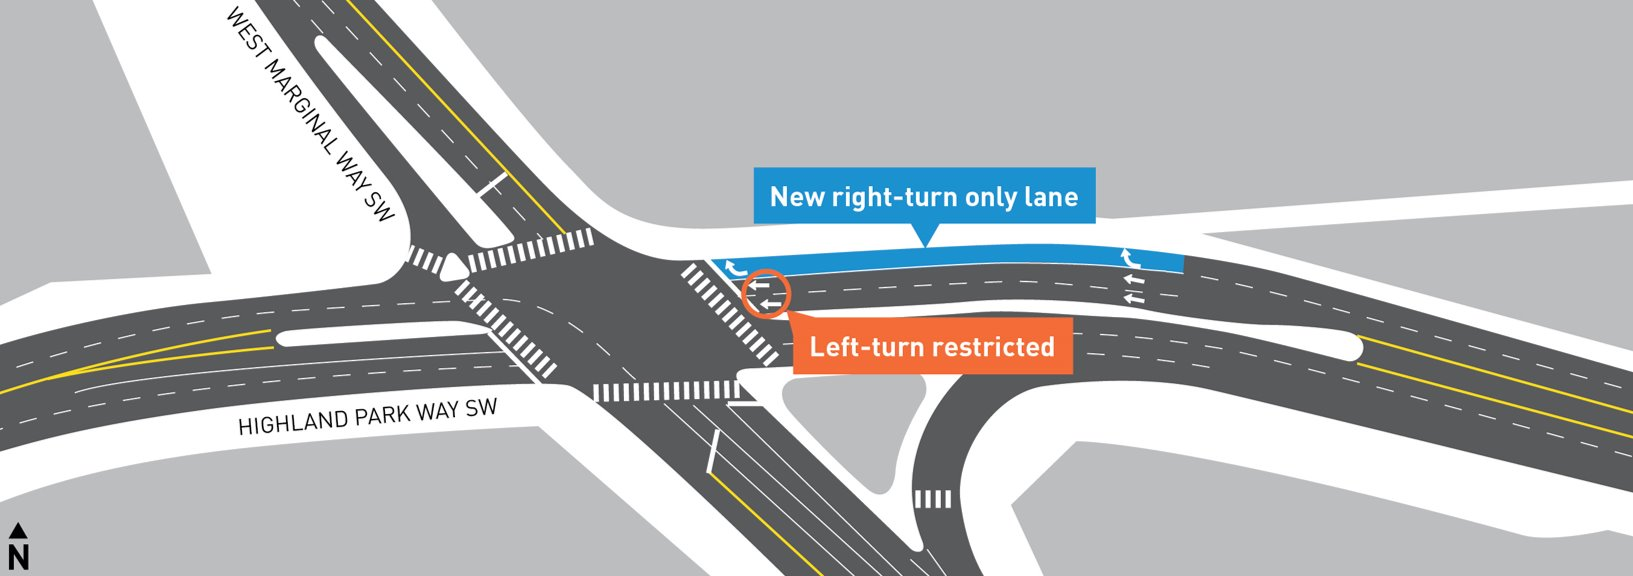 WEST MARGINAL WAY SW
New right-turn only lane
Left-turn restricted
HIGHLAND PARK WAY SW
N